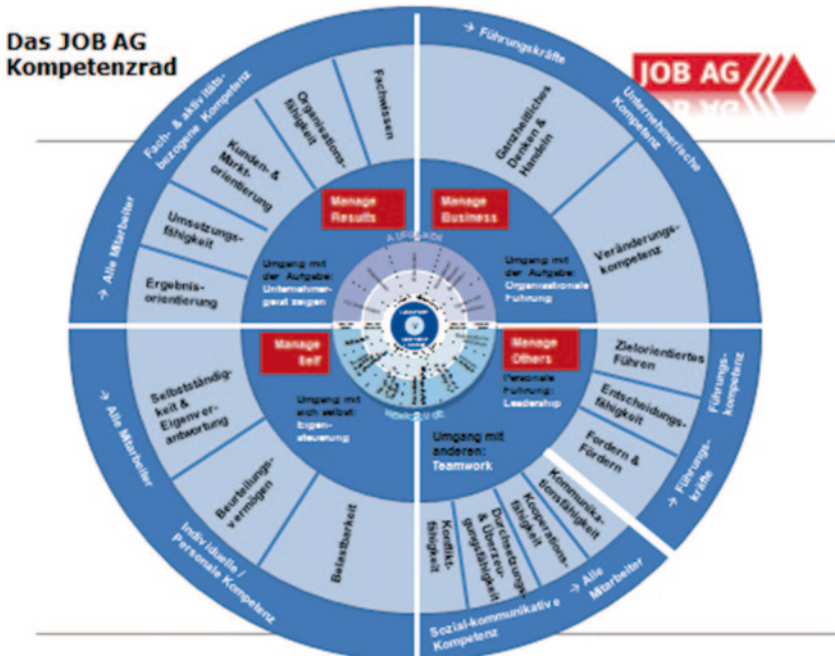 Das JOB AG
Kompetenzrad
JOB AG
Fach- & aktivitäts-
bezogene Kompetenz
→ Alle Mitarbeiter
Fachwissen
Organisations-
fähigkeit
Kunden- &
Markt-
orientierung
Umsetzungs-
fähigkeit
Ergebnis-
orientierung
Manage
Results
Umgang mit
der Aufgabe:
Unternehmer-
geist zeigen
→ Führungskräfte
Unternehmerische
Kompetenz
Ganzheitliches
Denken &
Handeln
Veränderungs-
kompetenz
Manage
Business
Umgang mit
der Aufgabe:
Organisationale
Führung
Manage
Self
Umgang mit
sich selbst:
Eigen-
steuerung
Selbstständig-
keit &
Eigenver-
antwortung
Beurteilungs-
vermögen
Belastbarkeit
→ Alle Mitarbeiter
Individuelle /
Personale Kompetenz
Manage
Others
Personale
Führung:
Leadership
Zielorientiertes
Führen
Entscheidungs-
fähigkeit
Fordern &
Fördern
Führungs-
kompetenz
→ Führungs-
kräfte
Umgang mit
anderen:
Teamwork
Kommunika-
tionsfähigkeit
Kooperations-
fähigkeit
Durchsetzungs-
& Überzeu-
gungsfähigkeit
Konflikt-
fähigkeit
→ Alle
Mitarbeiter
Sozial-kommunikative
Kompetenz